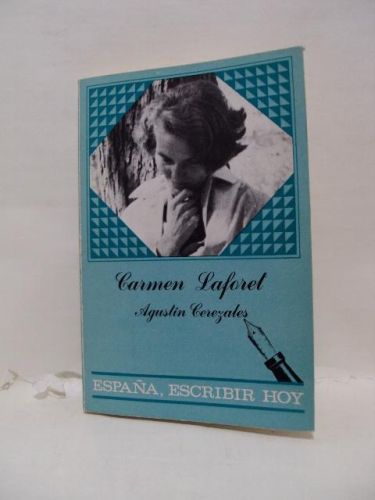 Carmen Laforet
Agustín Cerezales
ESPAÑA, ESCRIBIR HOY